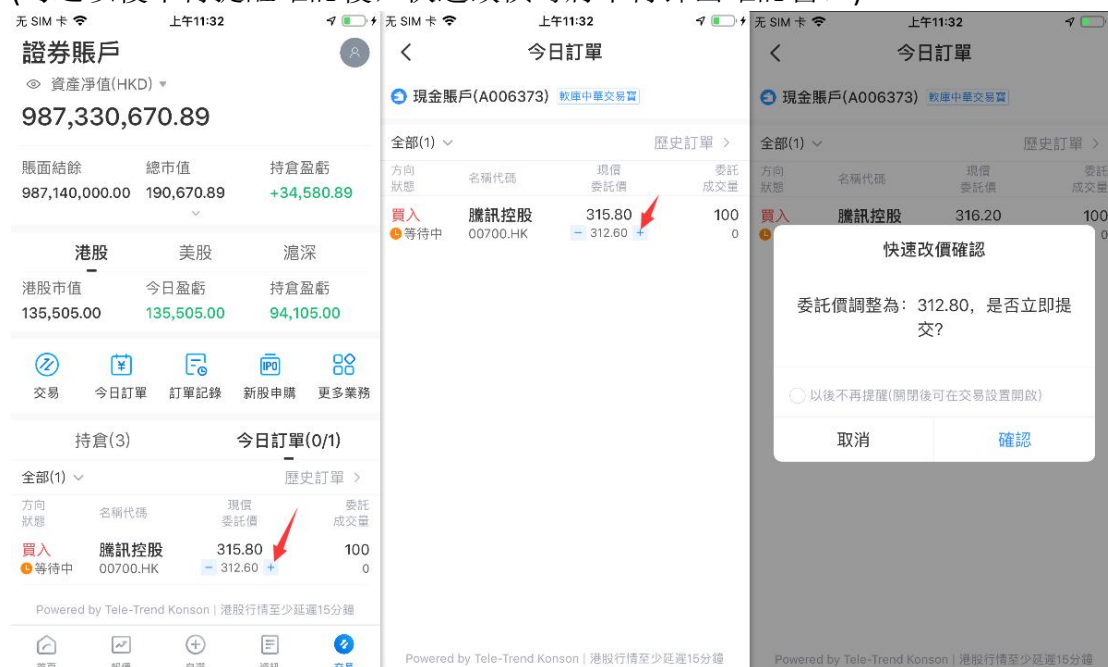 无 SIM 卡
上午11:32
證券賬戶
資產淨值(HKD)
987,330,670.89
賬面結餘 總市值 持倉盈虧
987,140,000.00 190,670.89 +34,580.89
港股 美股 滬深
港股市值 今日盈虧 持倉盈虧
135,505.00 135,505.00 94,105.00
交易 今日訂單 訂單記錄 新股申購 更多業務
持倉(3) 今日訂單(0/1)
全部(1) 歷史訂單 >
方向 名稱代碼 現價 委託
狀態 委託價 成交量
買入 騰訊控股 315.80 100
等待中 00700.HK − 312.60 + 0
Powered by Tele-Trend Konson | 港股行情至少延遲15分鐘
无 SIM 卡
上午11:32
今日訂單
現金賬戶(A006373) 軟庫中華交易寶
全部(1) 歷史訂單 >
方向 名稱代碼 現價 委託
狀態 委託價 成交量
買入 騰訊控股 315.80 100
等待中 00700.HK − 312.60 + 0
Powered by Tele-Trend Konson | 港股行情至少延遲15分鐘
无 SIM 卡
上午11:32
今日訂單
現金賬戶(A006373) 軟庫中華交易寶
全部(1) 歷史訂單 >
方向 名稱代碼 現價 委託
狀態 委託價 成交量
買入 騰訊控股 316.20 100
0
快速改價確認
委託價調整為：312.80，是否立即提
交?
以後不再提醒(關閉後可在交易設置開啟)
取消 確認
Powered by Tele-Trend Konson | 港股行情至少延遲15分鐘